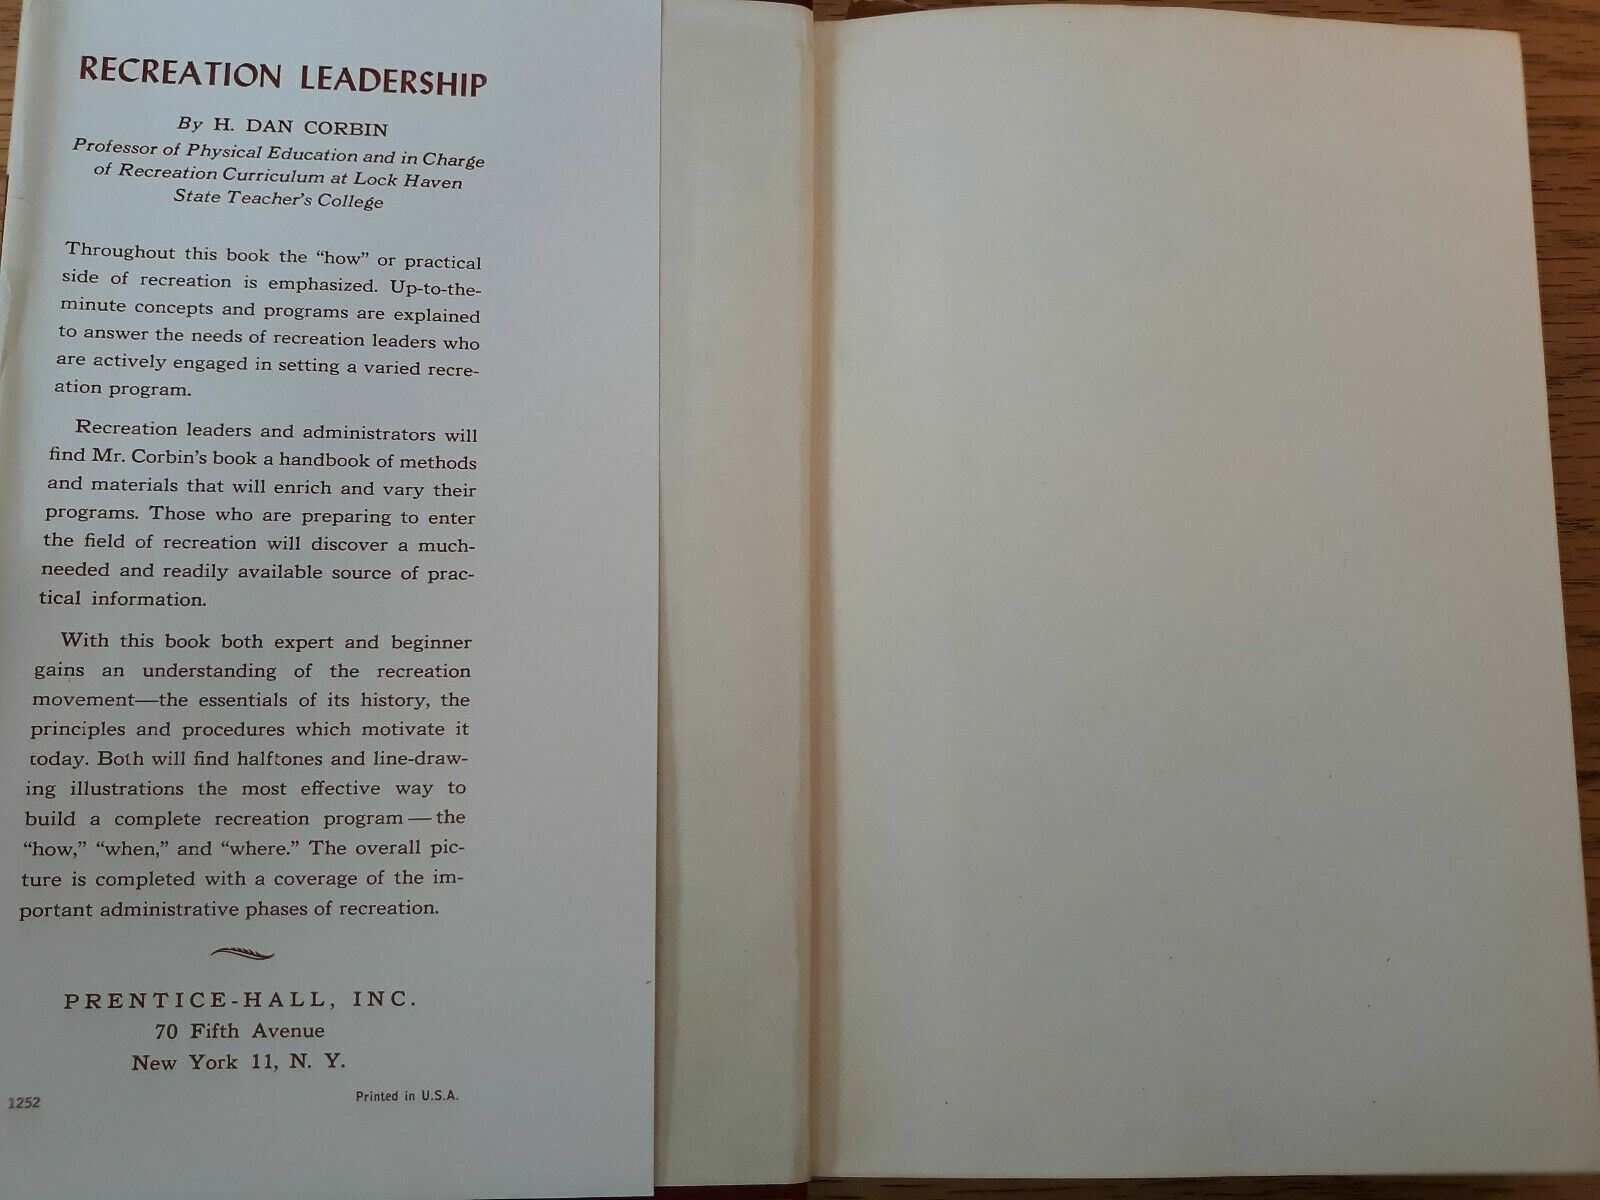 RECREATION LEADERSHIP
By H. DAN CORBIN
Professor of Physical Education and in Charge
of Recreation Curriculum at Lock Haven
State Teacher's College
Throughout this book the "how" or practical
side of recreation is emphasized. Up-to-the-
minute concepts and programs are explained
to answer the needs of recreation leaders who
are actively engaged in setting a varied recre-
ation program.
Recreation leaders and administrators will
find Mr. Corbin's book a handbook of methods
and materials that will enrich and vary their
programs. Those who are preparing to enter
the field of recreation will discover a much-
needed and readily available source of prac-
tical information.
With this book both expert and beginner
gains an understanding of the recreation
movement—the essentials of its history, the
principles and procedures which motivate it
today. Both will find halftones and line-draw-
ing illustrations the most effective way to
build a complete recreation program — the
"how," "when," and "where." The overall pic-
ture is completed with a coverage of the im-
portant administrative phases of recreation.
PRENTICE-HALL, INC.
70 Fifth Avenue
New York 11, N. Y.
1252 Printed in U.S.A.